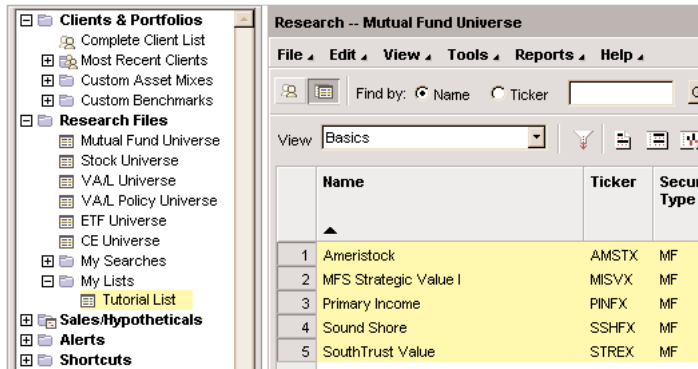 Clients & Portfolios
Complete Client List
Most Recent Clients
Custom Asset Mixes
Custom Benchmarks
Research Files
Mutual Fund Universe
Stock Universe
VA/L Universe
VA/L Policy Universe
ETF Universe
CE Universe
My Searches
My Lists
Tutorial List
Sales/Hypotheticals
Alerts
Shortcuts
Research -- Mutual Fund Universe
File Edit View Tools Reports Help
Find by: Name Ticker
View Basics
Name Ticker Secur
Type
1 Ameristock AMSTX MF
2 MFS Strategic Value I MISVX MF
3 Primary Income PINFX MF
4 Sound Shore SSHFX MF
5 SouthTrust Value STREX MF